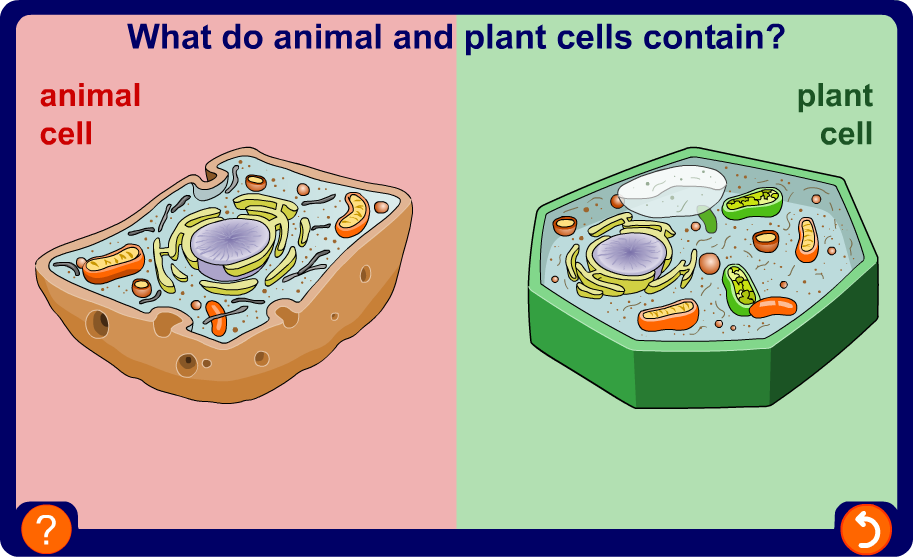 What do animal and plant cells contain?
animal
cell
plant
cell
?